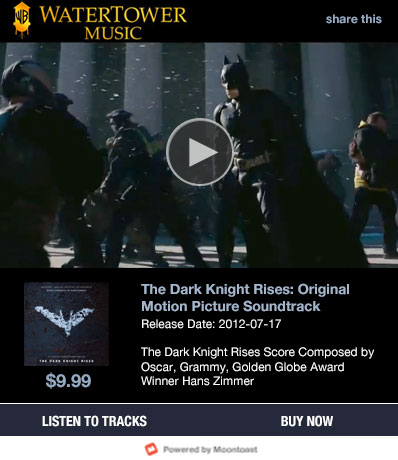 WATERTOWER
MUSIC
share this
The Dark Knight Rises: Original
Motion Picture Soundtrack
Release Date: 2012-07-17
The Dark Knight Rises Score Composed by
Oscar, Grammy, Golden Globe Award
Winner Hans Zimmer
THE DARK KNIGHT RISES
$9.99
LISTEN TO TRACKS
BUY NOW
Powered by Moontoast